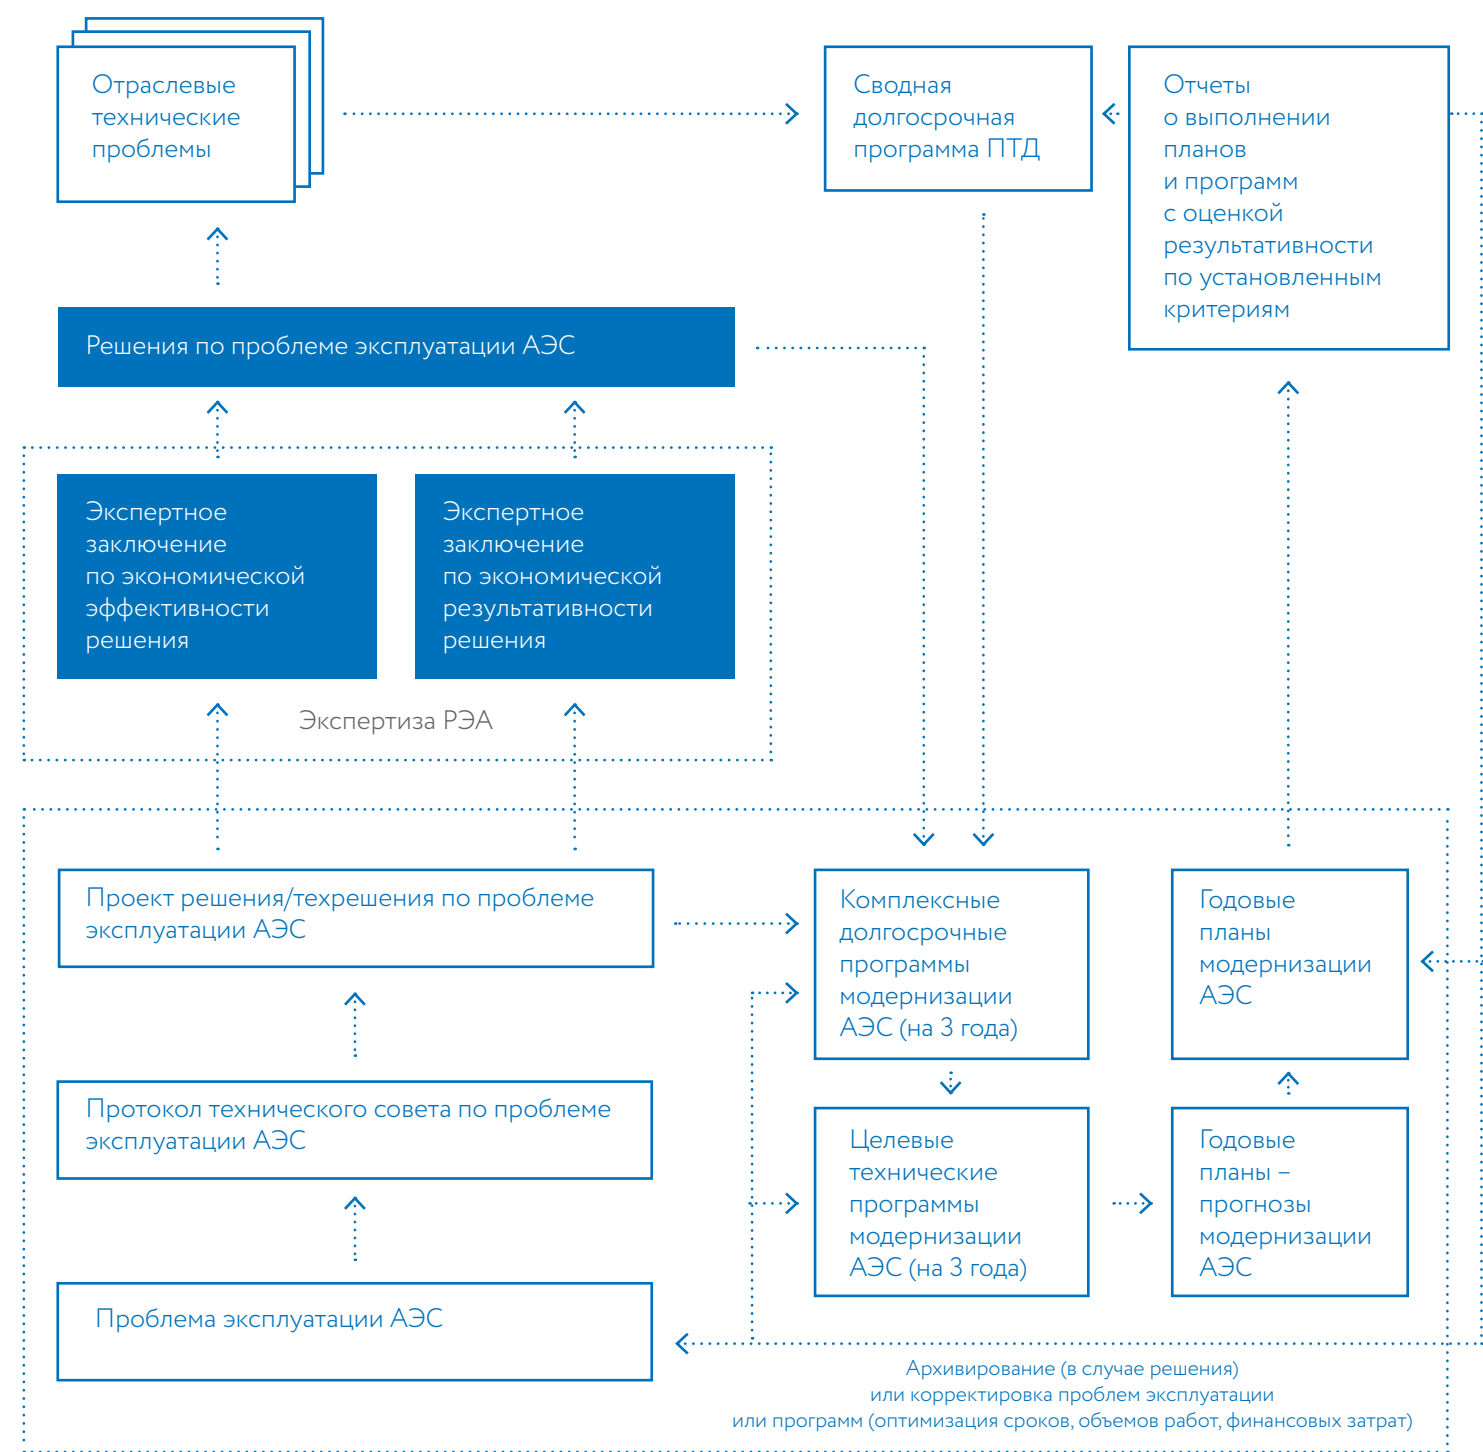 Отраслевые
технические
проблемы
Сводная
долгосрочная
программа ПТД
Отчеты
о выполнении
планов
и программ
с оценкой
результативности
по установленным
критериям
Решения по проблеме эксплуатации АЭС
Экспертное
заключение
по экономической
эффективности
решения
Экспертное
заключение
по экономической
результативности
решения
Экспертиза РЭА
Проект решения/техрешения по проблеме
эксплуатации АЭС
Комплексные
долгосрочные
программы
модернизации
АЭС (на 3 года)
Годовые
планы
модернизации
АЭС
Протокол технического совета по проблеме
эксплуатации АЭС
Целевые
технические
программы
модернизации
АЭС (на 3 года)
Годовые
планы –
прогнозы
модернизации
АЭС
Проблема эксплуатации АЭС
Архивирование (в случае решения)
или корректировка проблем эксплуатации
или программ (оптимизация сроков, объемов работ, финансовых затрат)